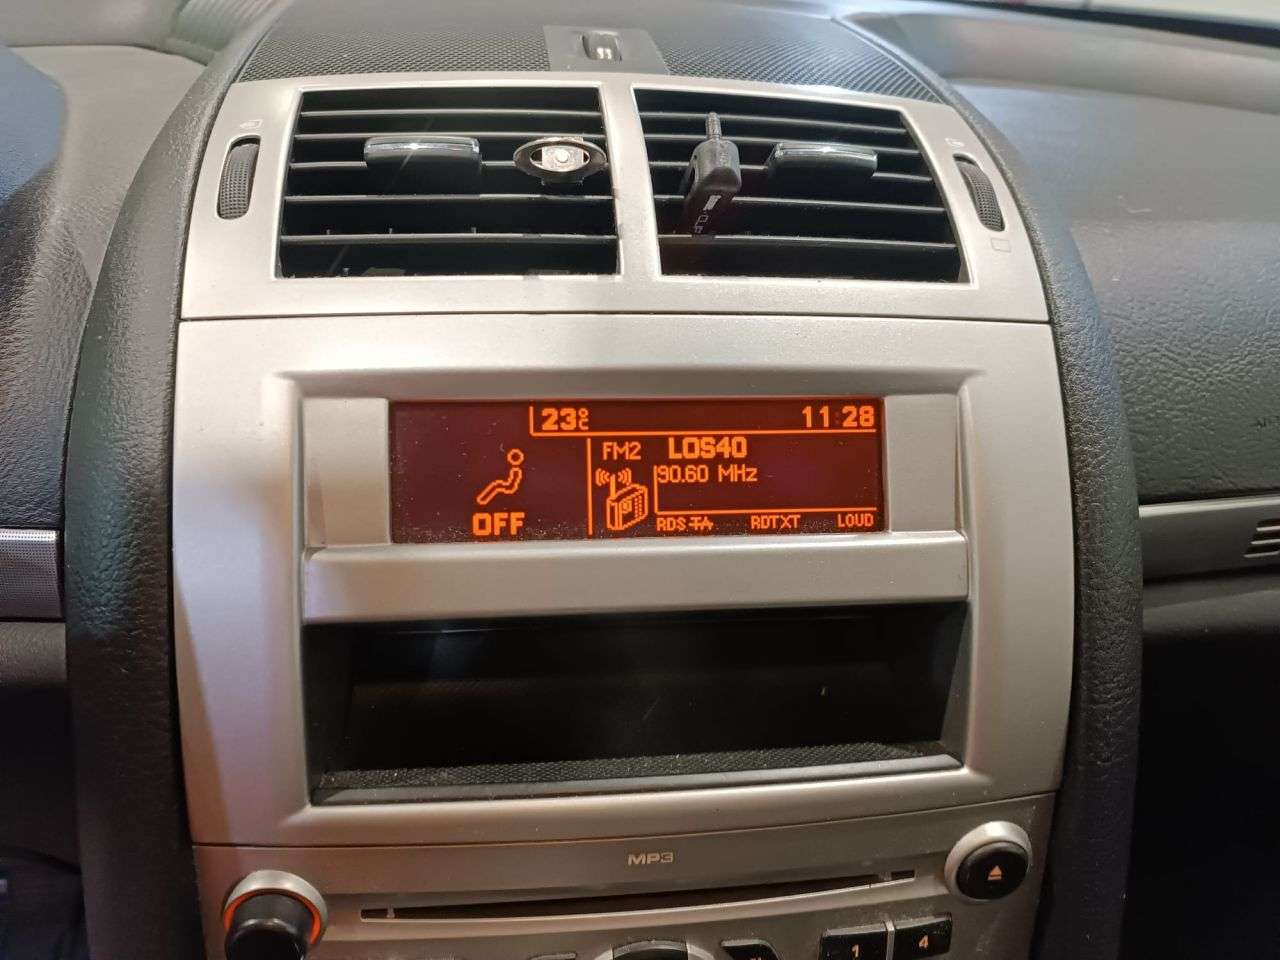 23°C 11:28
FM2 LOS40
90.60 MHz
OFF
RDS TA RDTXT LOUD
MP3
1 4